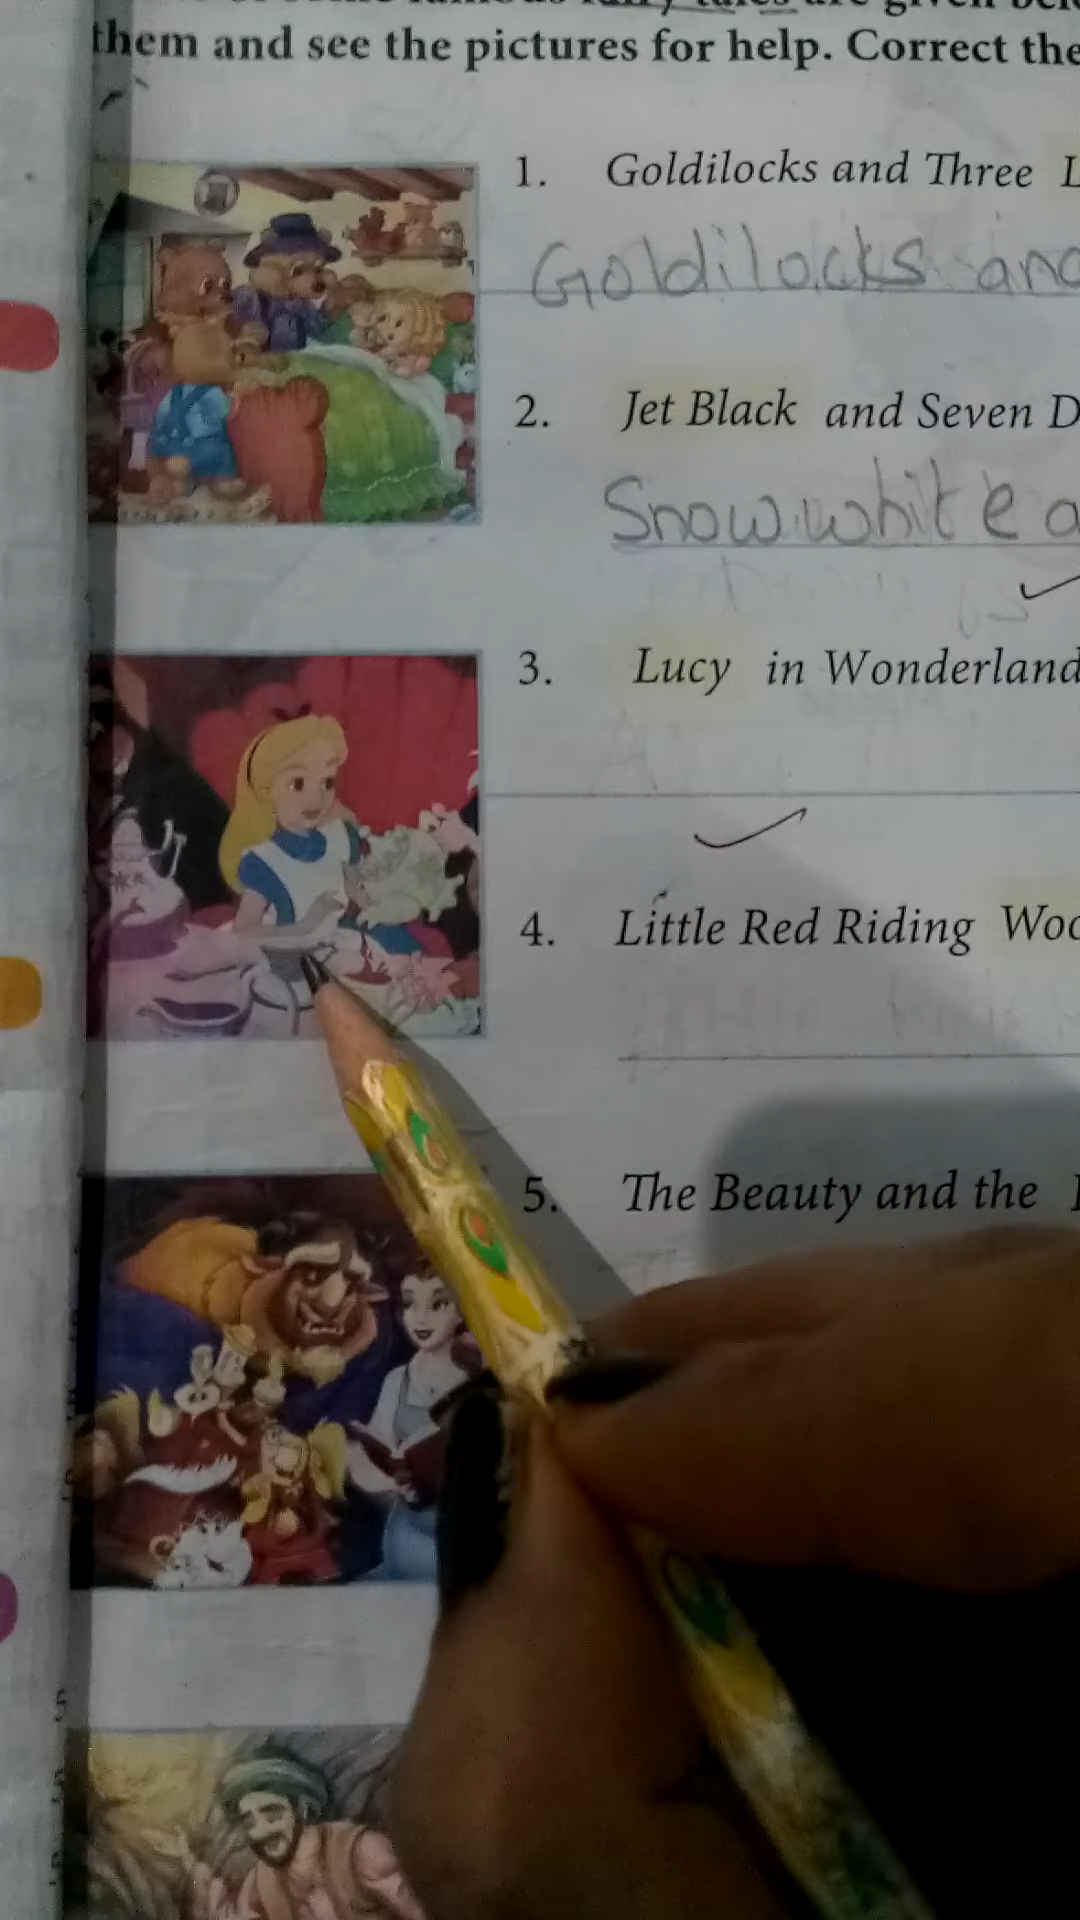 them and see the pictures for help. Correct the
1. Goldilocks and Three
Goldilocks and
2. Jet Black and Seven
Snow white
3. Lucy in Wonderland
4. Little Red Riding
5. The Beauty and the